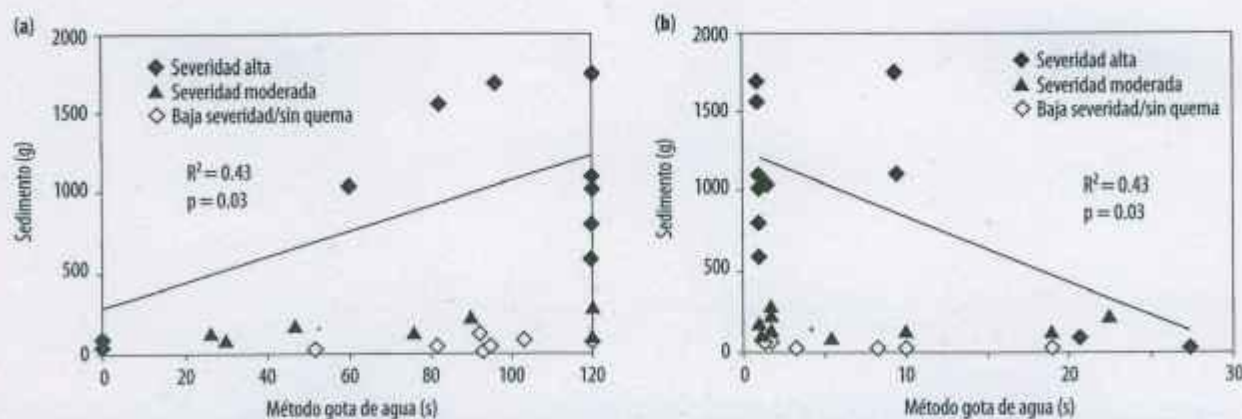 (a)
2000
1500
1000
500
0
Sedimento (g)
Severidad alta
Severidad moderada
Baja severidad/sin quema
R² = 0.43
p = 0.03
0 20 40 60 80 100 120
Método gota de agua (s)
(b)
2000
1500
1000
500
0
Sedimento (g)
Severidad alta
Severidad moderada
Baja severidad/sin quema
R² = 0.43
p = 0.03
0 10 20 30
Método gota de agua (s)